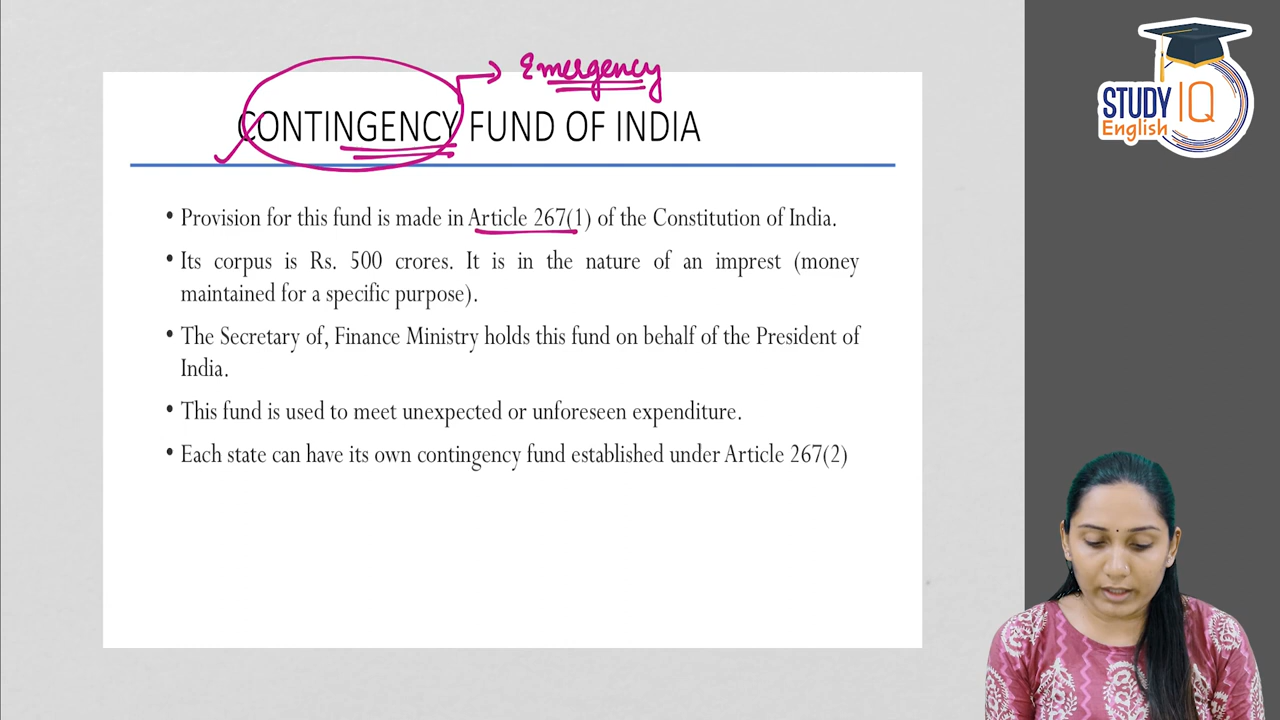 Emergency
CONTINGENCY FUND OF INDIA
STUDY IQ
English
• Provision for this fund is made in Article 267(1) of the Constitution of India.
• Its corpus is Rs. 500 crores. It is in the nature of an imprest (money
maintained for a specific purpose).
• The Secretary of, Finance Ministry holds this fund on behalf of the President of
India.
• This fund is used to meet unexpected or unforeseen expenditure.
• Each state can have its own contingency fund established under Article 267(2)